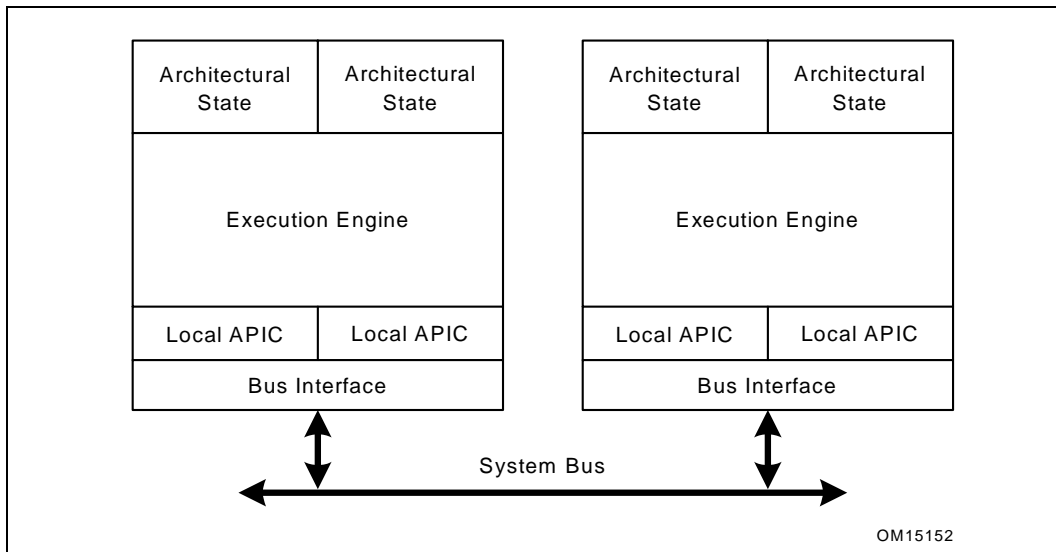 Architectural State
Architectural State
Execution Engine
Local APIC
Local APIC
Bus Interface
Architectural State
Architectural State
Execution Engine
Local APIC
Local APIC
Bus Interface
System Bus
OM15152